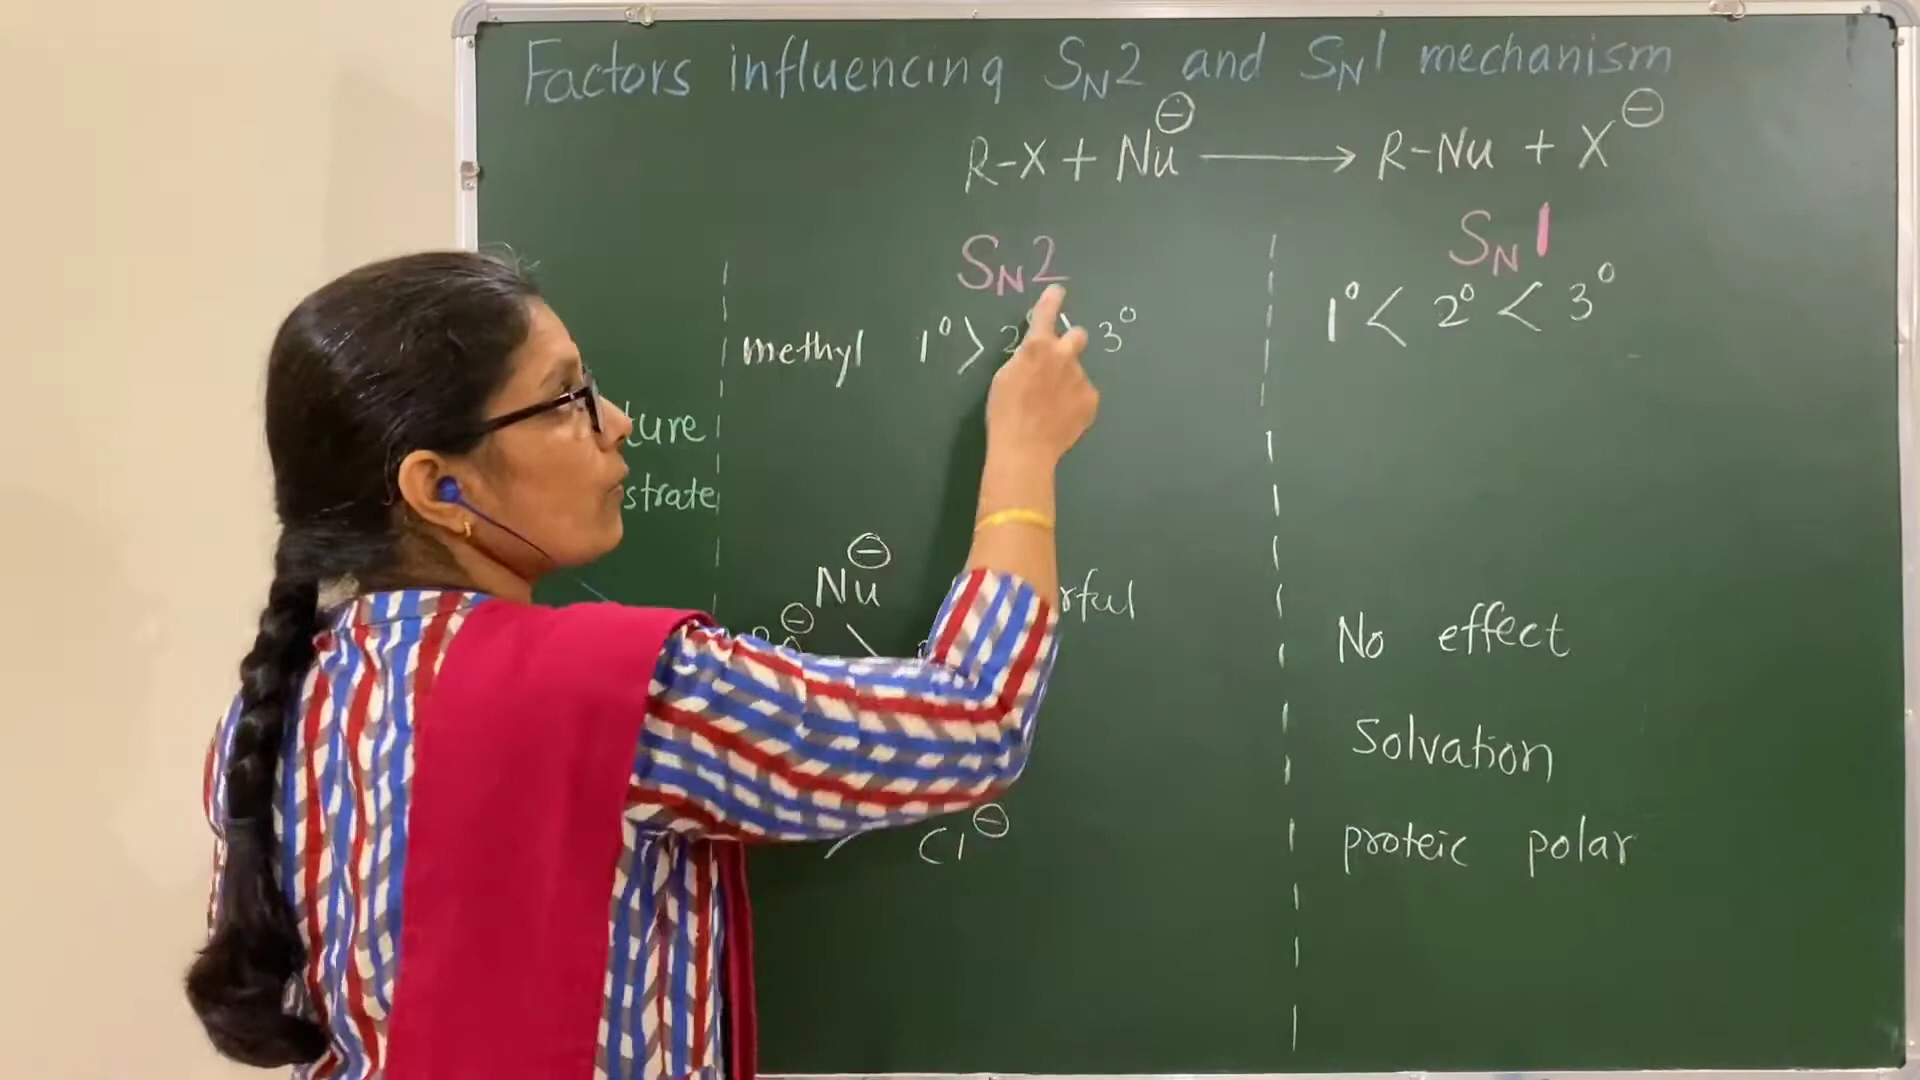 Factors influencing SN2 and SN1 mechanism
R-X + Nu⊖ ⟶ R-Nu + X⊖
SN2
SN1
methyl 1° > 2° > 3°
1° < 2° < 3°
ture
strate
Nu⊖
rful
No effect
Solvation
Cl⊖
proteic polar